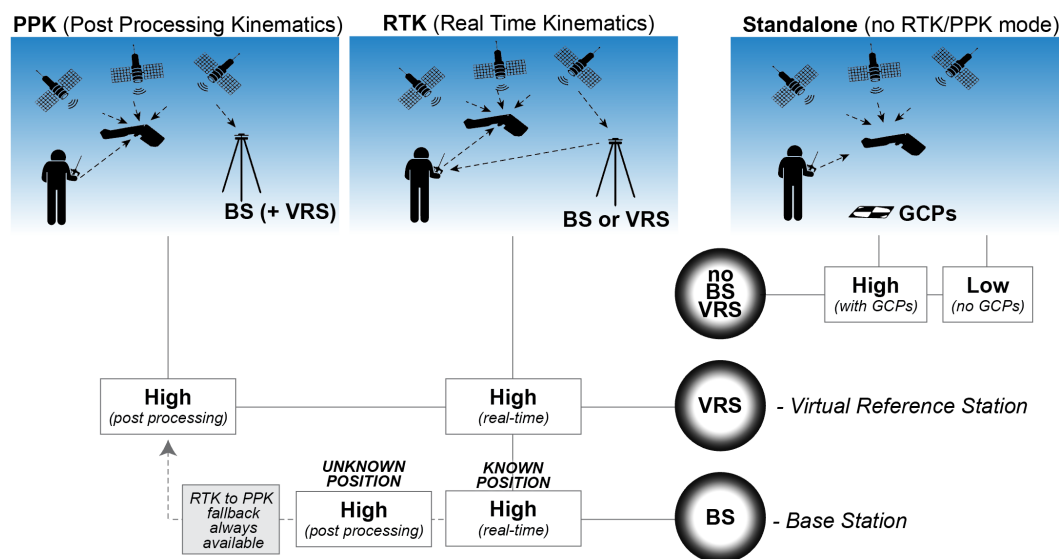 PPK (Post Processing Kinematics)
RTK (Real Time Kinematics)
Standalone (no RTK/PPK mode)
BS (+ VRS)
BS or VRS
GCPs
no
BS
VRS
High
(with GCPs)
Low
(no GCPs)
High
(post processing)
High
(real-time)
VRS
- Virtual Reference Station
UNKNOWN
POSITION
KNOWN
POSITION
RTK to PPK
fallback
always
available
High
(post processing)
High
(real-time)
BS
- Base Station